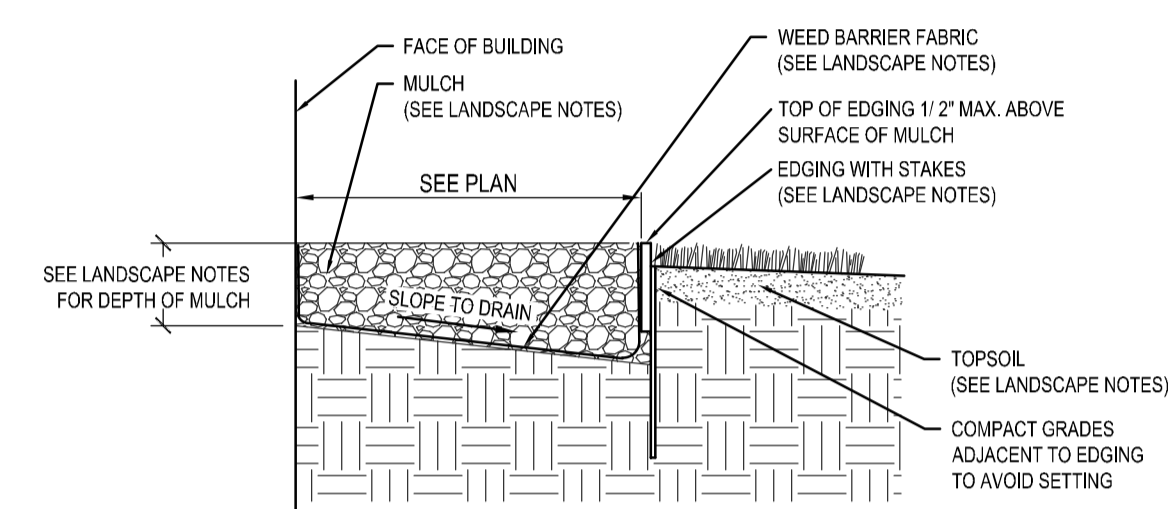 FACE OF BUILDING
MULCH
(SEE LANDSCAPE NOTES)
WEED BARRIER FABRIC
(SEE LANDSCAPE NOTES)
TOP OF EDGING 1/ 2" MAX. ABOVE
SURFACE OF MULCH
EDGING WITH STAKES
(SEE LANDSCAPE NOTES)
SEE PLAN
SEE LANDSCAPE NOTES
FOR DEPTH OF MULCH
SLOPE TO DRAIN
TOPSOIL
(SEE LANDSCAPE NOTES)
COMPACT GRADES
ADJACENT TO EDGING
TO AVOID SETTING